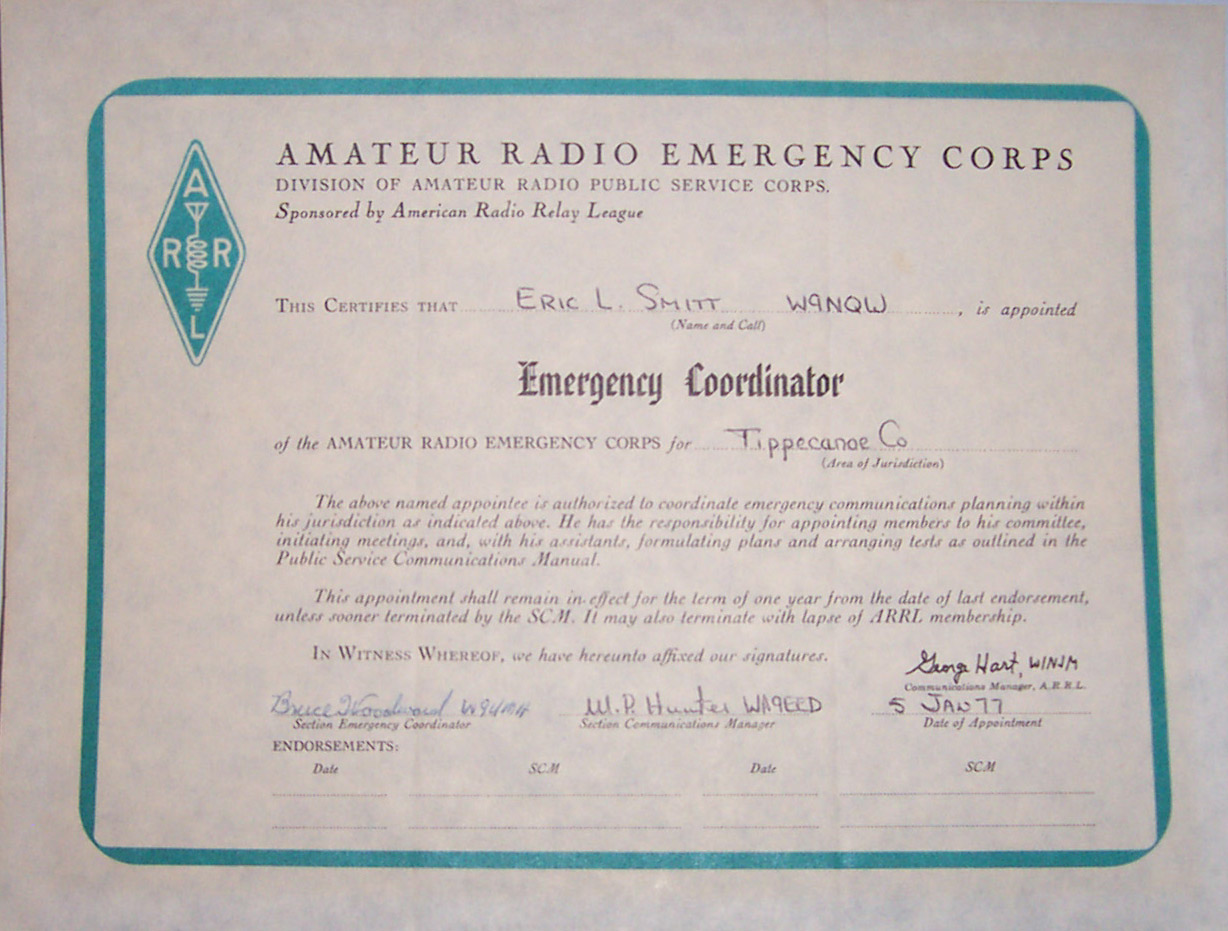 A
R R
L
AMATEUR RADIO EMERGENCY CORPS
DIVISION OF AMATEUR RADIO PUBLIC SERVICE CORPS.
Sponsored by American Radio Relay League
THIS CERTIFIES THAT ERIC L. SMITT W9NQW, is appointed
(Name and Call)
Emergency Coordinator
of the AMATEUR RADIO EMERGENCY CORPS for Tippecanoe Co
(Area of Jurisdiction)
The above named appointee is authorized to coordinate emergency communications planning within
his jurisdiction as indicated above. He has the responsibility for appointing members to his committee,
initiating meetings, and, with his assistants, formulating plans and arranging tests as outlined in the
Public Service Communications Manual.
This appointment shall remain in effect for the term of one year from the date of last endorsement,
unless sooner terminated by the SCM. It may also terminate with lapse of ARRL membership.
IN WITNESS WHEREOF, we have hereunto affixed our signatures.
George Hart, W1NJM
Communications Manager, A.R.R.L.
Bruce Woodward W. P. Hunter WA9EED 5 JAN 77
Section Emergency Coordinator Section Communications Manager Date of Appointment
ENDORSEMENTS:
Date SCM Date SCM